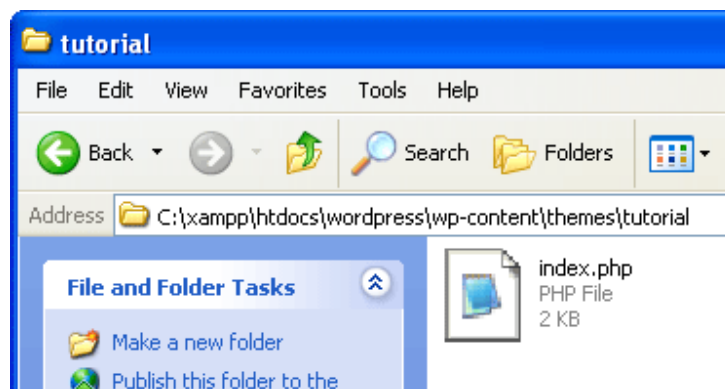 tutorial
File Edit View Favorites Tools Help
Back Search Folders
Address C:\xampp\htdocs\wordpress\wp-content\themes\tutorial
File and Folder Tasks
Make a new folder
Publish this folder to the
index.php
PHP File
2 KB